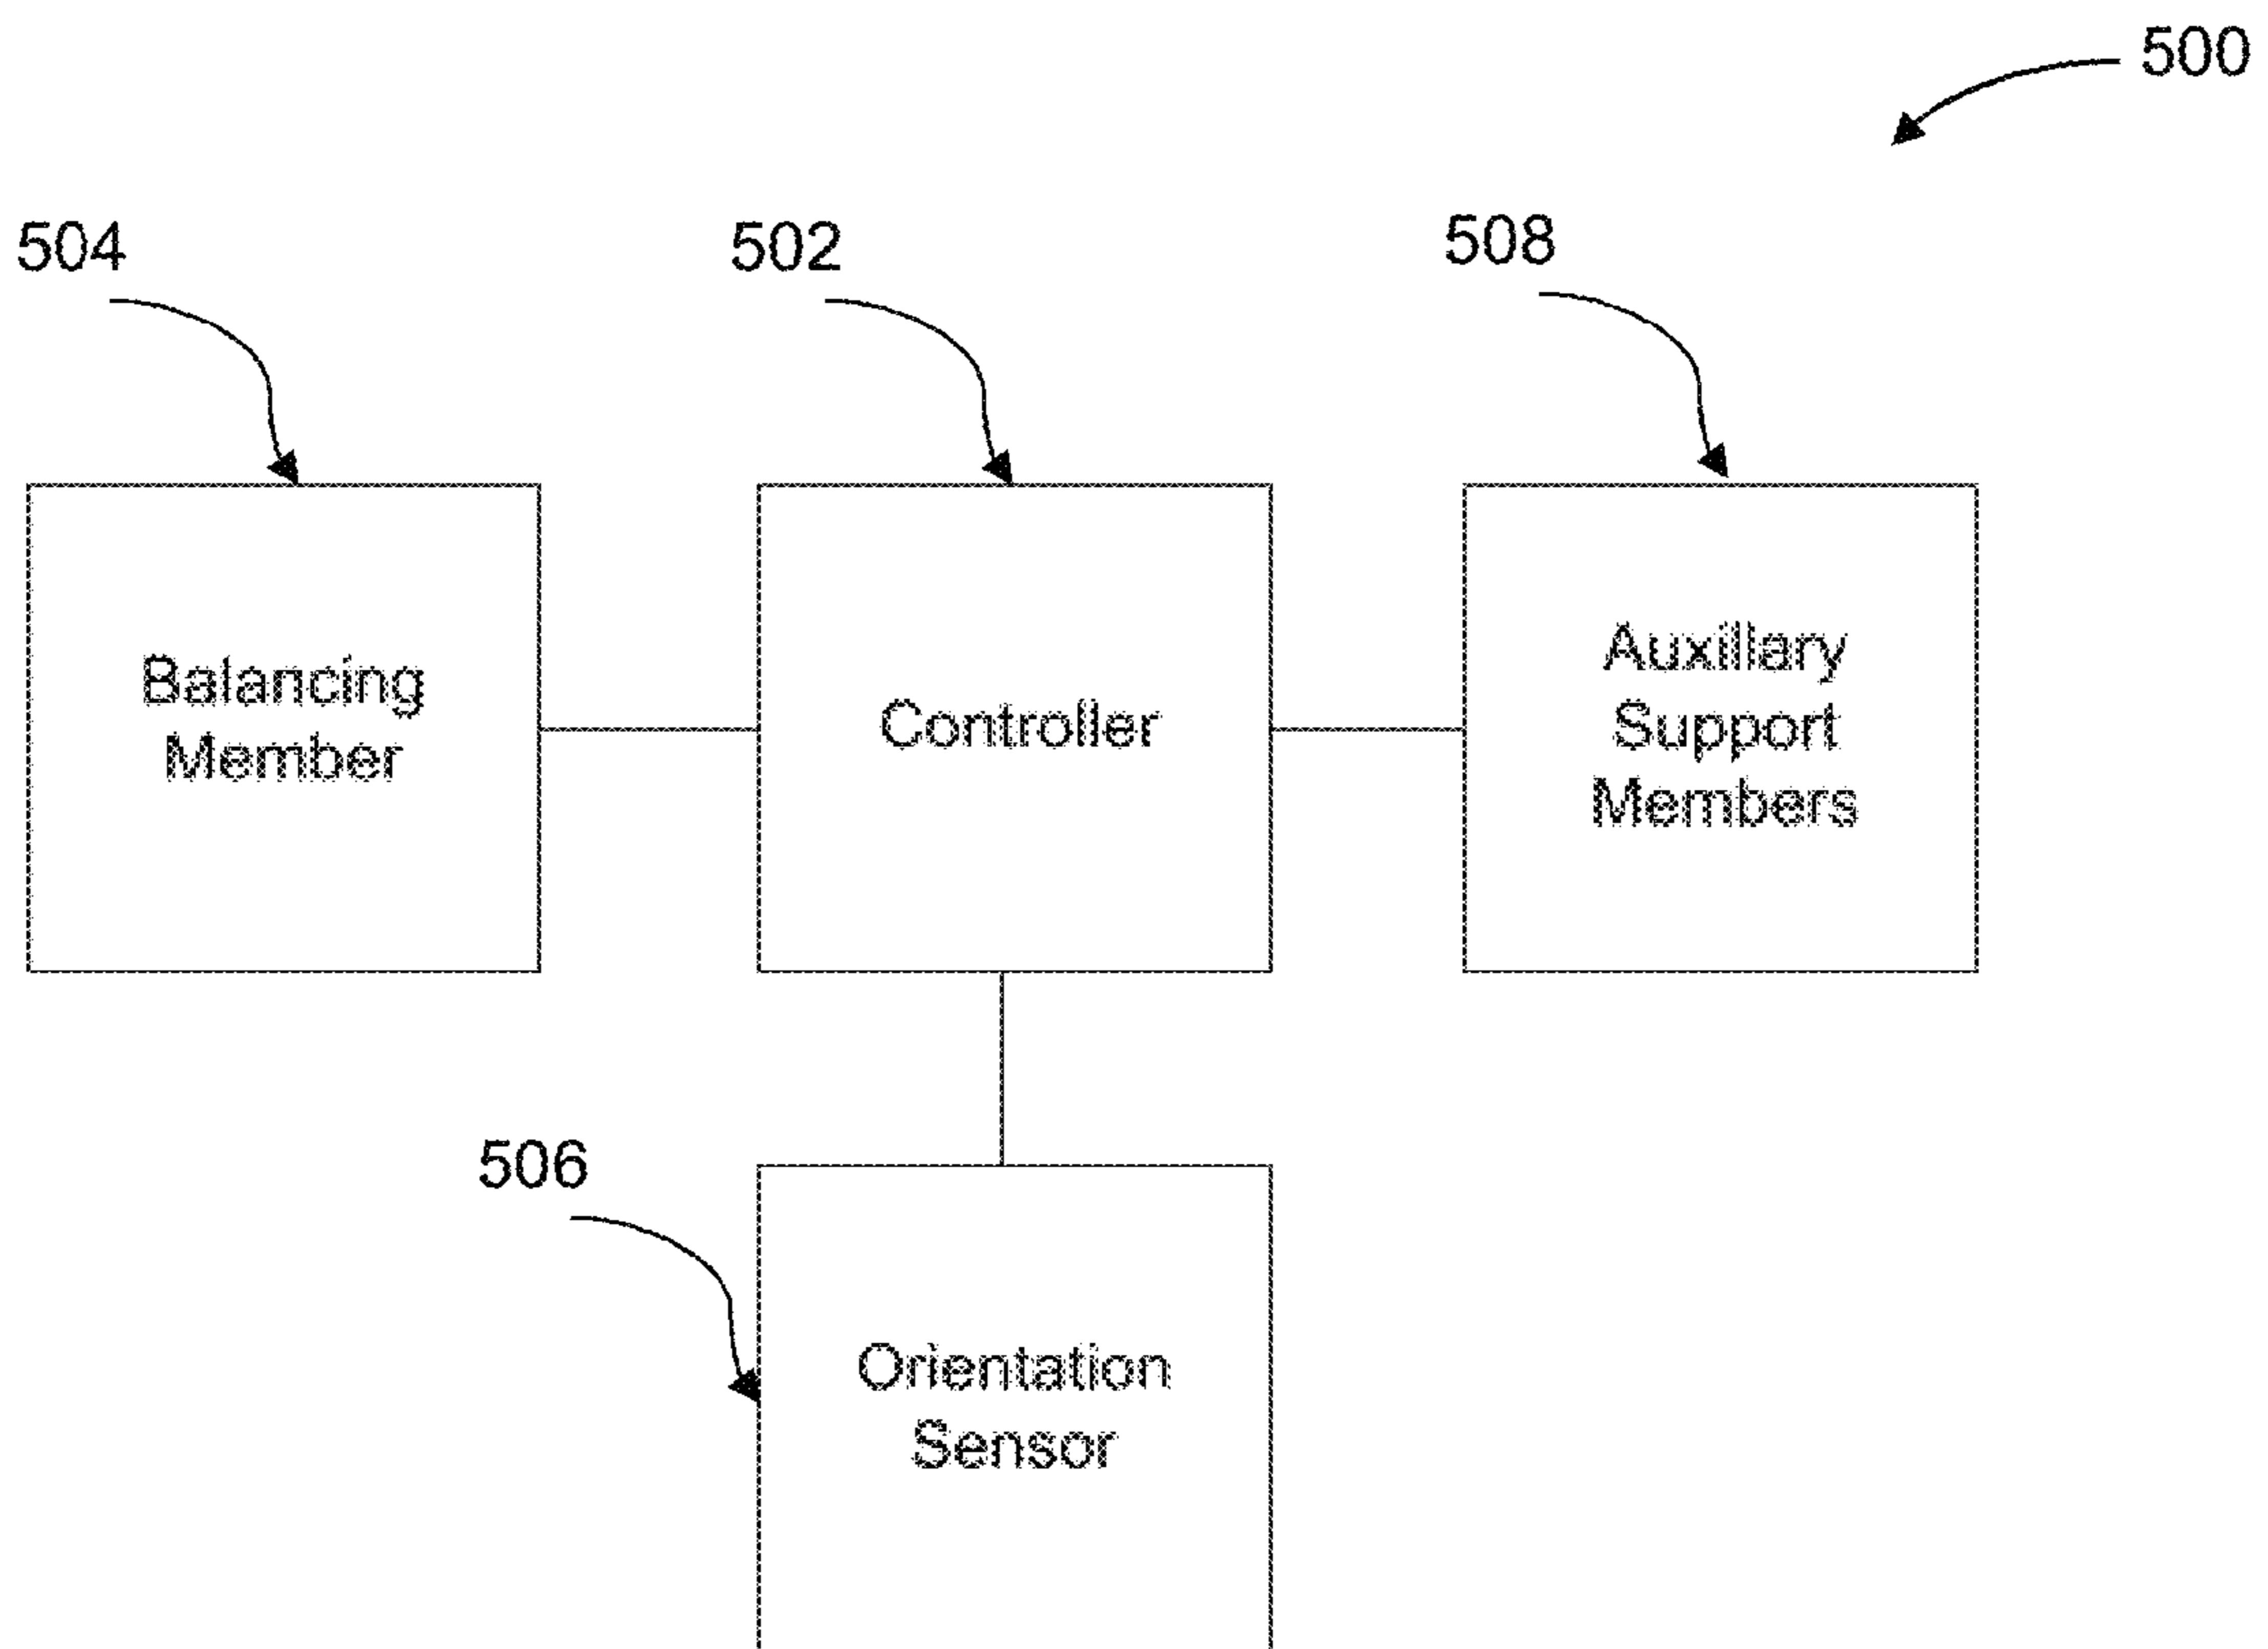 500
504
502
508
Balancing
Member
Controller
Auxillary
Support
Members
506
Orientation
Sensor